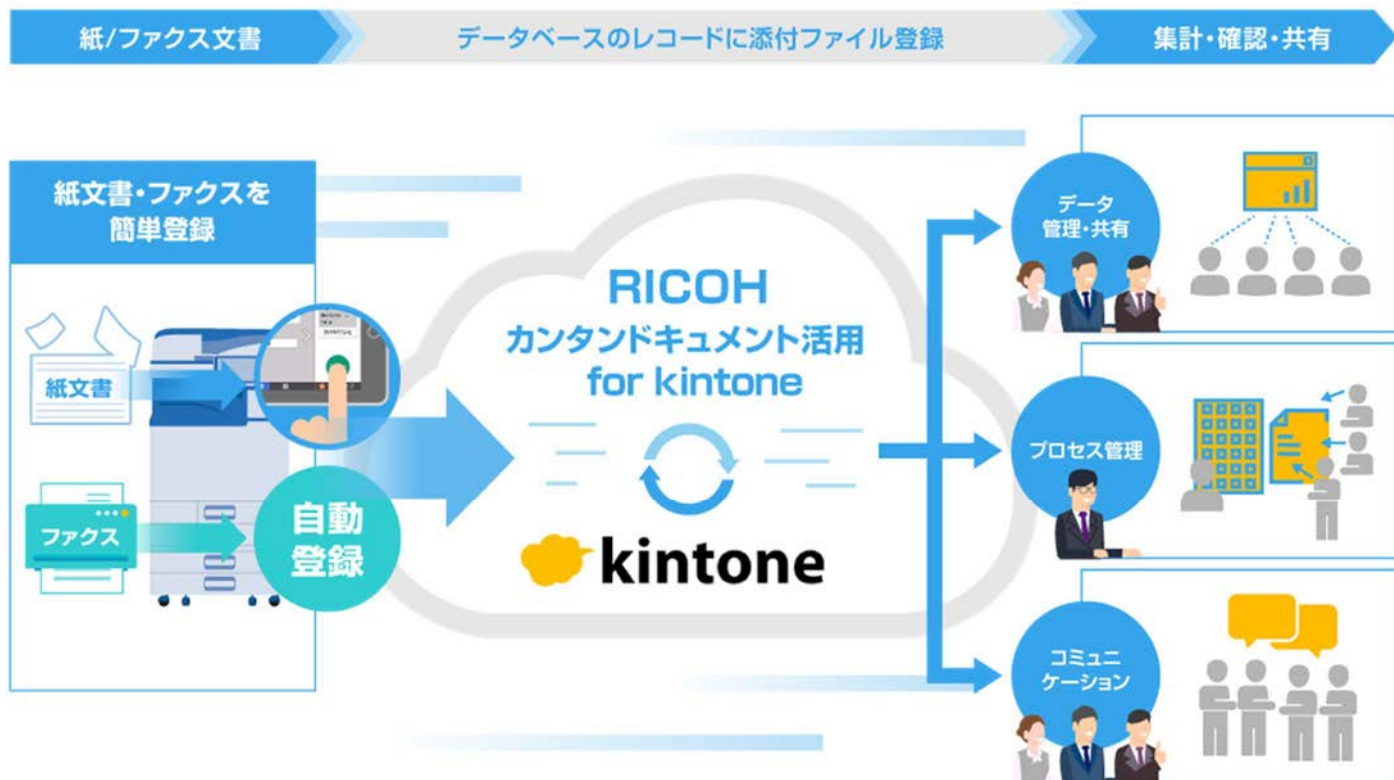 紙/ファクス文書
データベースのレコードに添付ファイル登録
集計・確認・共有
紙文書・ファクスを
簡単登録
紙文書
ファクス
自動
登録
RICOH
カンタンドキュメント活用
for kintone
kintone
データ
管理・共有
プロセス管理
コミュニ
ケーション